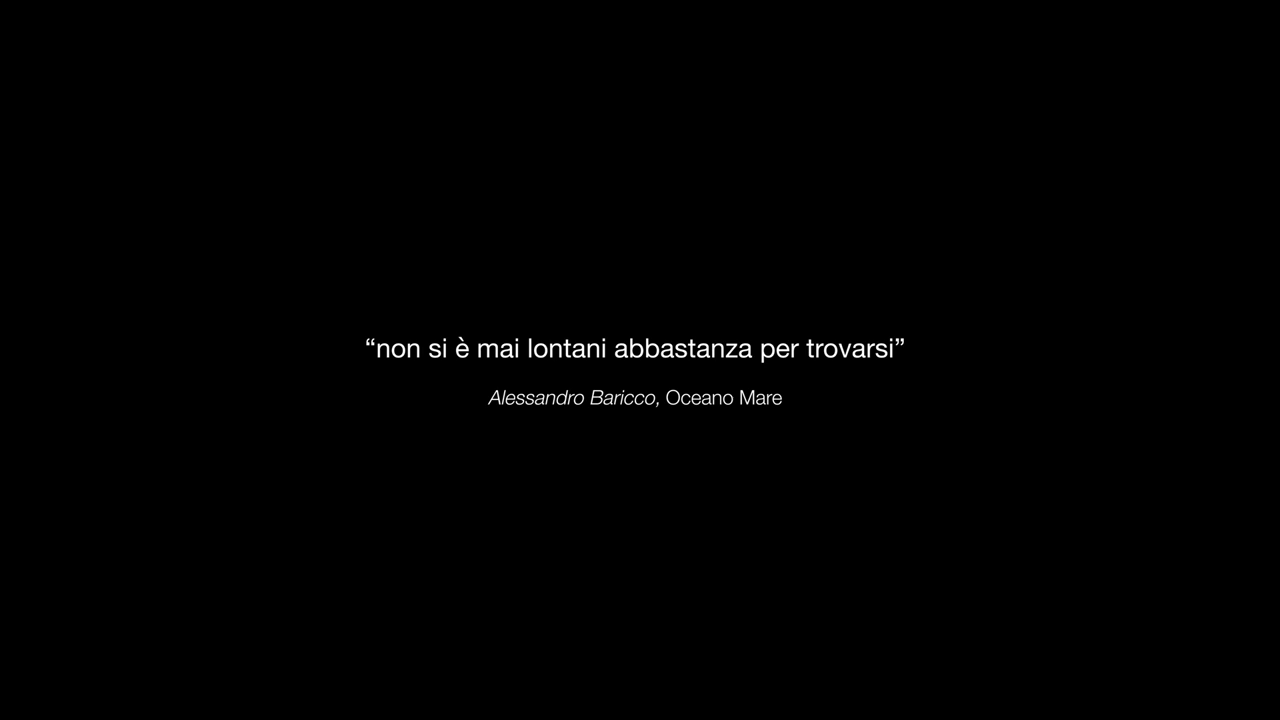 “non si è mai lontani abbastanza per trovarsi”
Alessandro Baricco, Oceano Mare